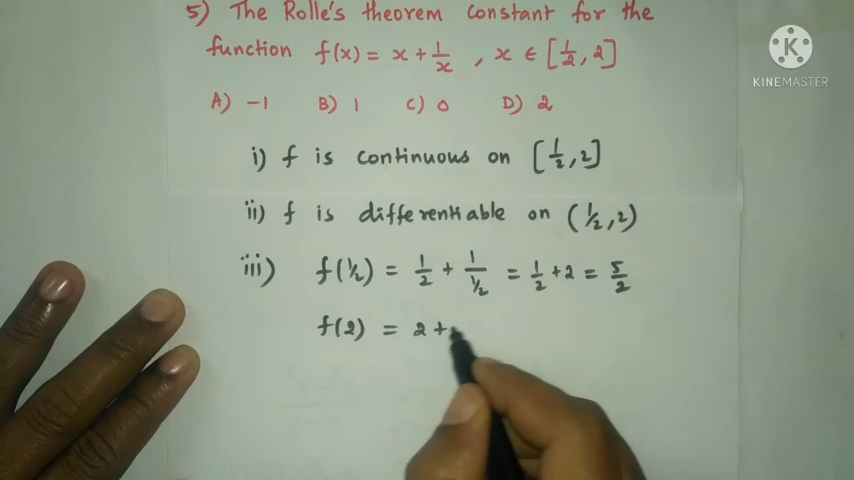 5) The Rolle's theorem constant for the
function f(x) = x + 1/x , x ∈ [1/2, 2]
A) -1 B) 1 C) 0 D) 2
i) f is continuous on [1/2, 2]
ii) f is differentiable on (1/2, 2)
iii) f(1/2) = 1/2 + 1/(1/2) = 1/2 + 2 = 5/2
f(2) = 2 +
K
KINEMASTER